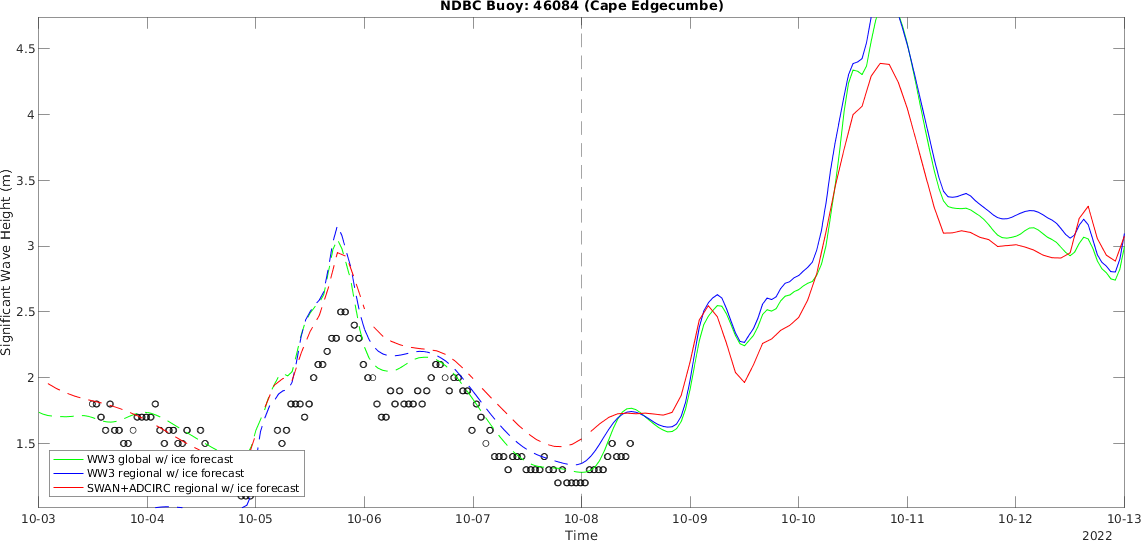 NDBC Buoy: 46084 (Cape Edgecumbe)
4.5
4
3.5
3
2.5
2
1.5
Significant Wave Height (m)
WW3 global w/ ice forecast
WW3 regional w/ ice forecast
SWAN+ADCIRC regional w/ ice forecast
10-03 10-04 10-05 10-06 10-07 10-08 10-09 10-10 10-11 10-12 10-13
Time
2022